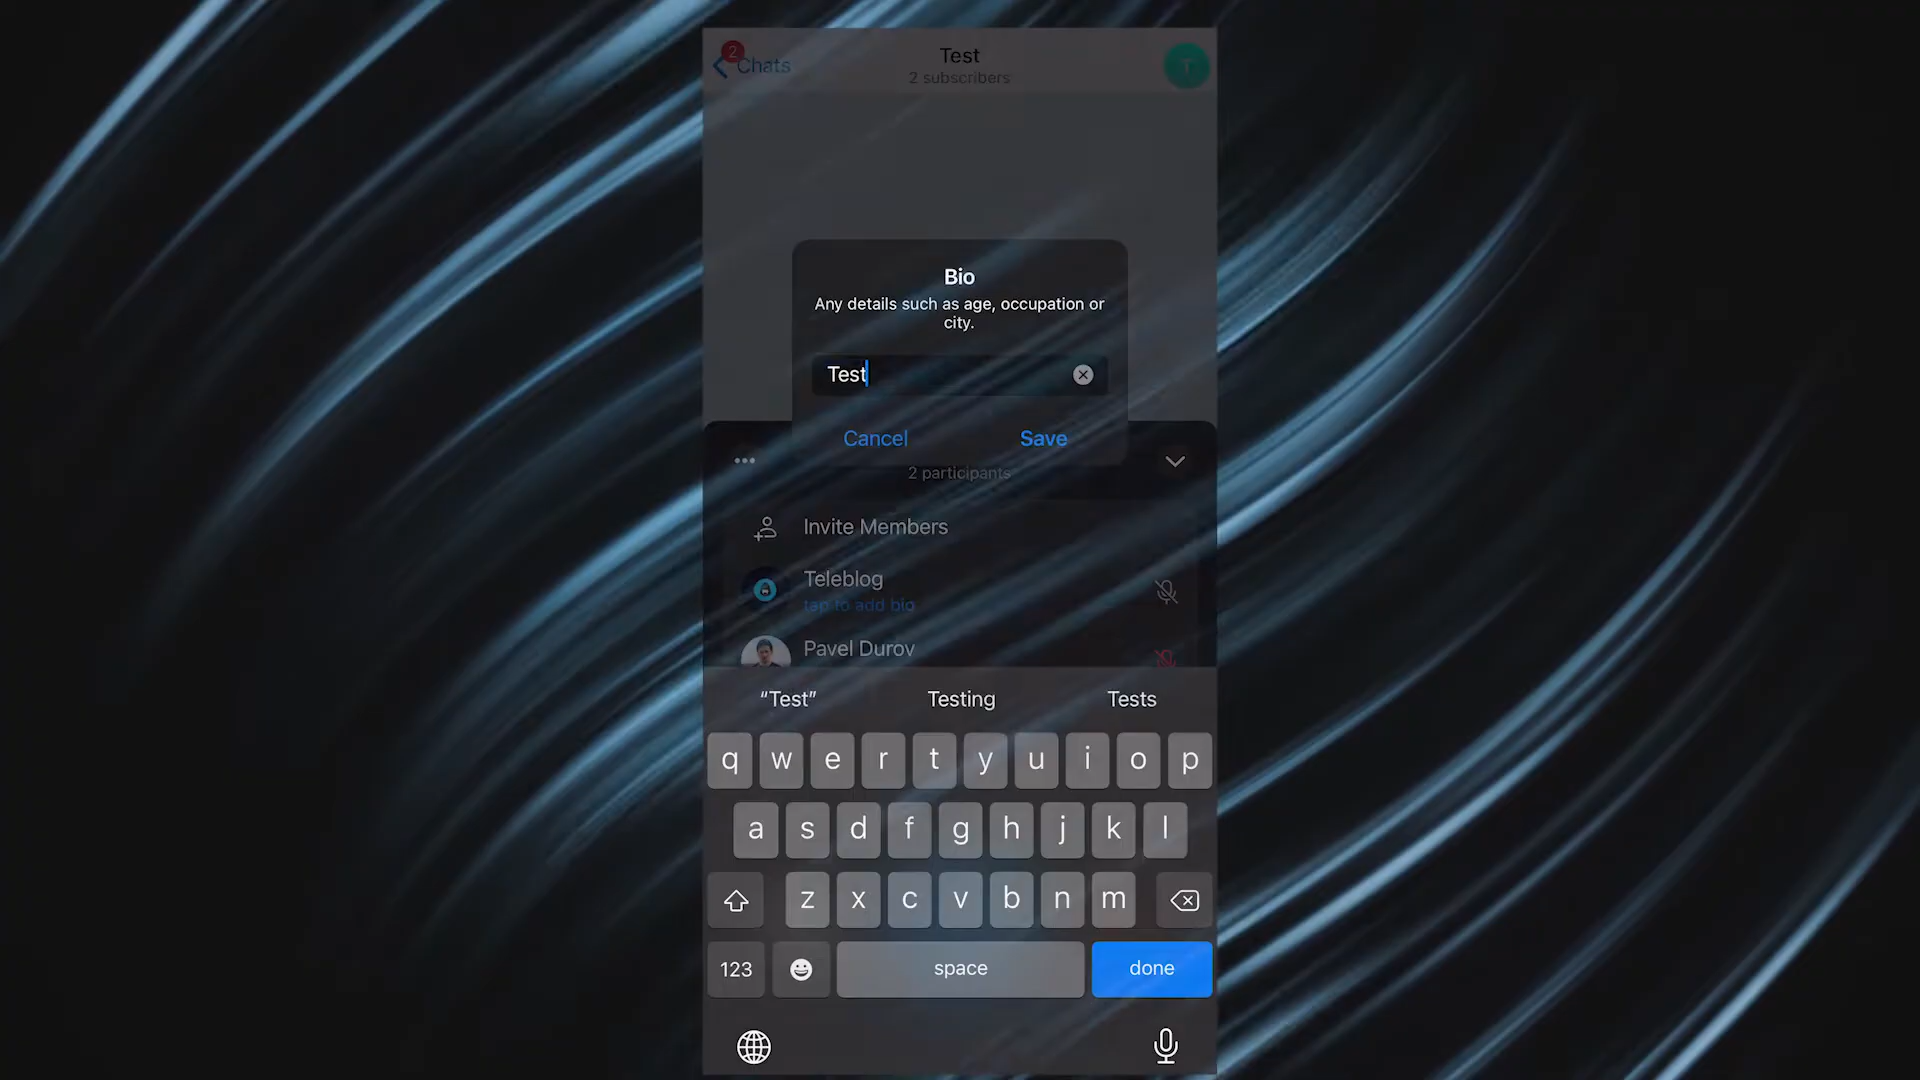 2
Chats
Test
2 subscribers
T
Bio
Any details such as age, occupation or
city.
Test
Cancel
Save
2 participants
Invite Members
Teleblog
tap to add bio
Pavel Durov
“Test”
Testing
Tests
q w e r t y u i o p
a s d f g h j k l
z x c v b n m
123
space
done